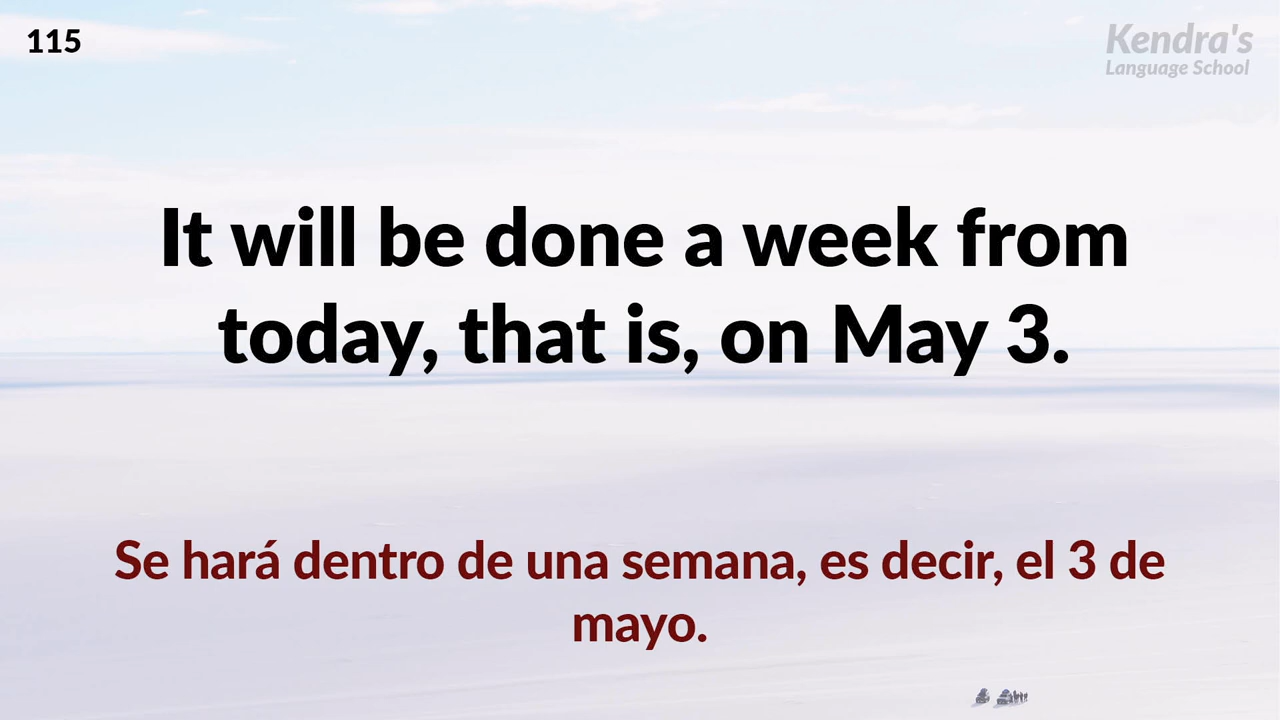 115
Kendra's
Language School
It will be done a week from
today, that is, on May 3.
Se hará dentro de una semana, es decir, el 3 de
mayo.